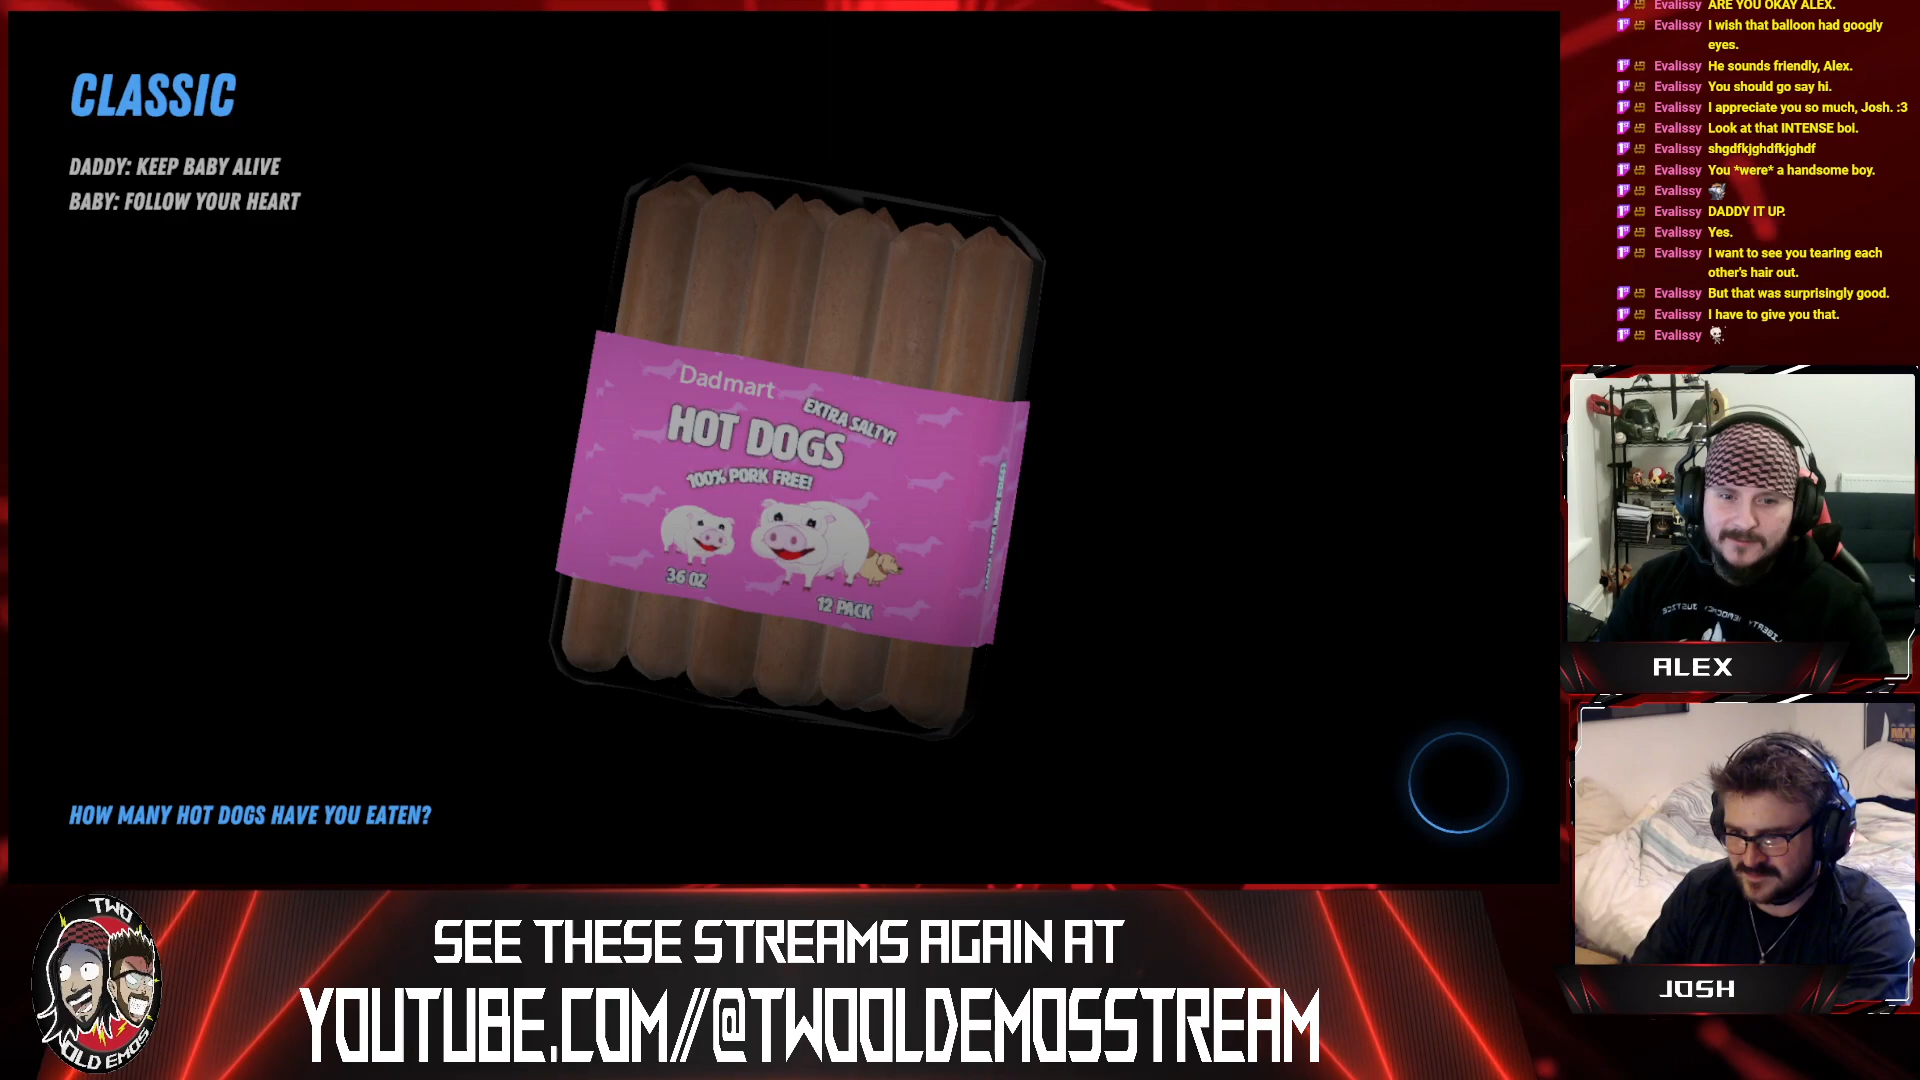 CLASSIC
DADDY: KEEP BABY ALIVE
BABY: FOLLOW YOUR HEART
Dadmart
EXTRA SALTY!
HOT DOGS
100% PORK FREE!
36 OZ
12 PACK
HOW MANY HOT DOGS HAVE YOU EATEN?
Evalissy ARE YOU OKAY ALEX.
Evalissy I wish that balloon had googly
eyes.
Evalissy He sounds friendly, Alex.
Evalissy You should go say hi.
Evalissy I appreciate you so much, Josh. :3
Evalissy Look at that INTENSE boi.
Evalissy shgdfkjghdfkjghdf
Evalissy You *were* a handsome boy.
Evalissy
Evalissy DADDY IT UP.
Evalissy Yes.
Evalissy I want to see you tearing each
other's hair out.
Evalissy But that was surprisingly good.
Evalissy I have to give you that.
Evalissy
ALEX
JOSH
TWO
OLD EMOS
SEE THESE STREAMS AGAIN AT
YOUTUBE.COM//@TWOOLDEMOSSTREAM